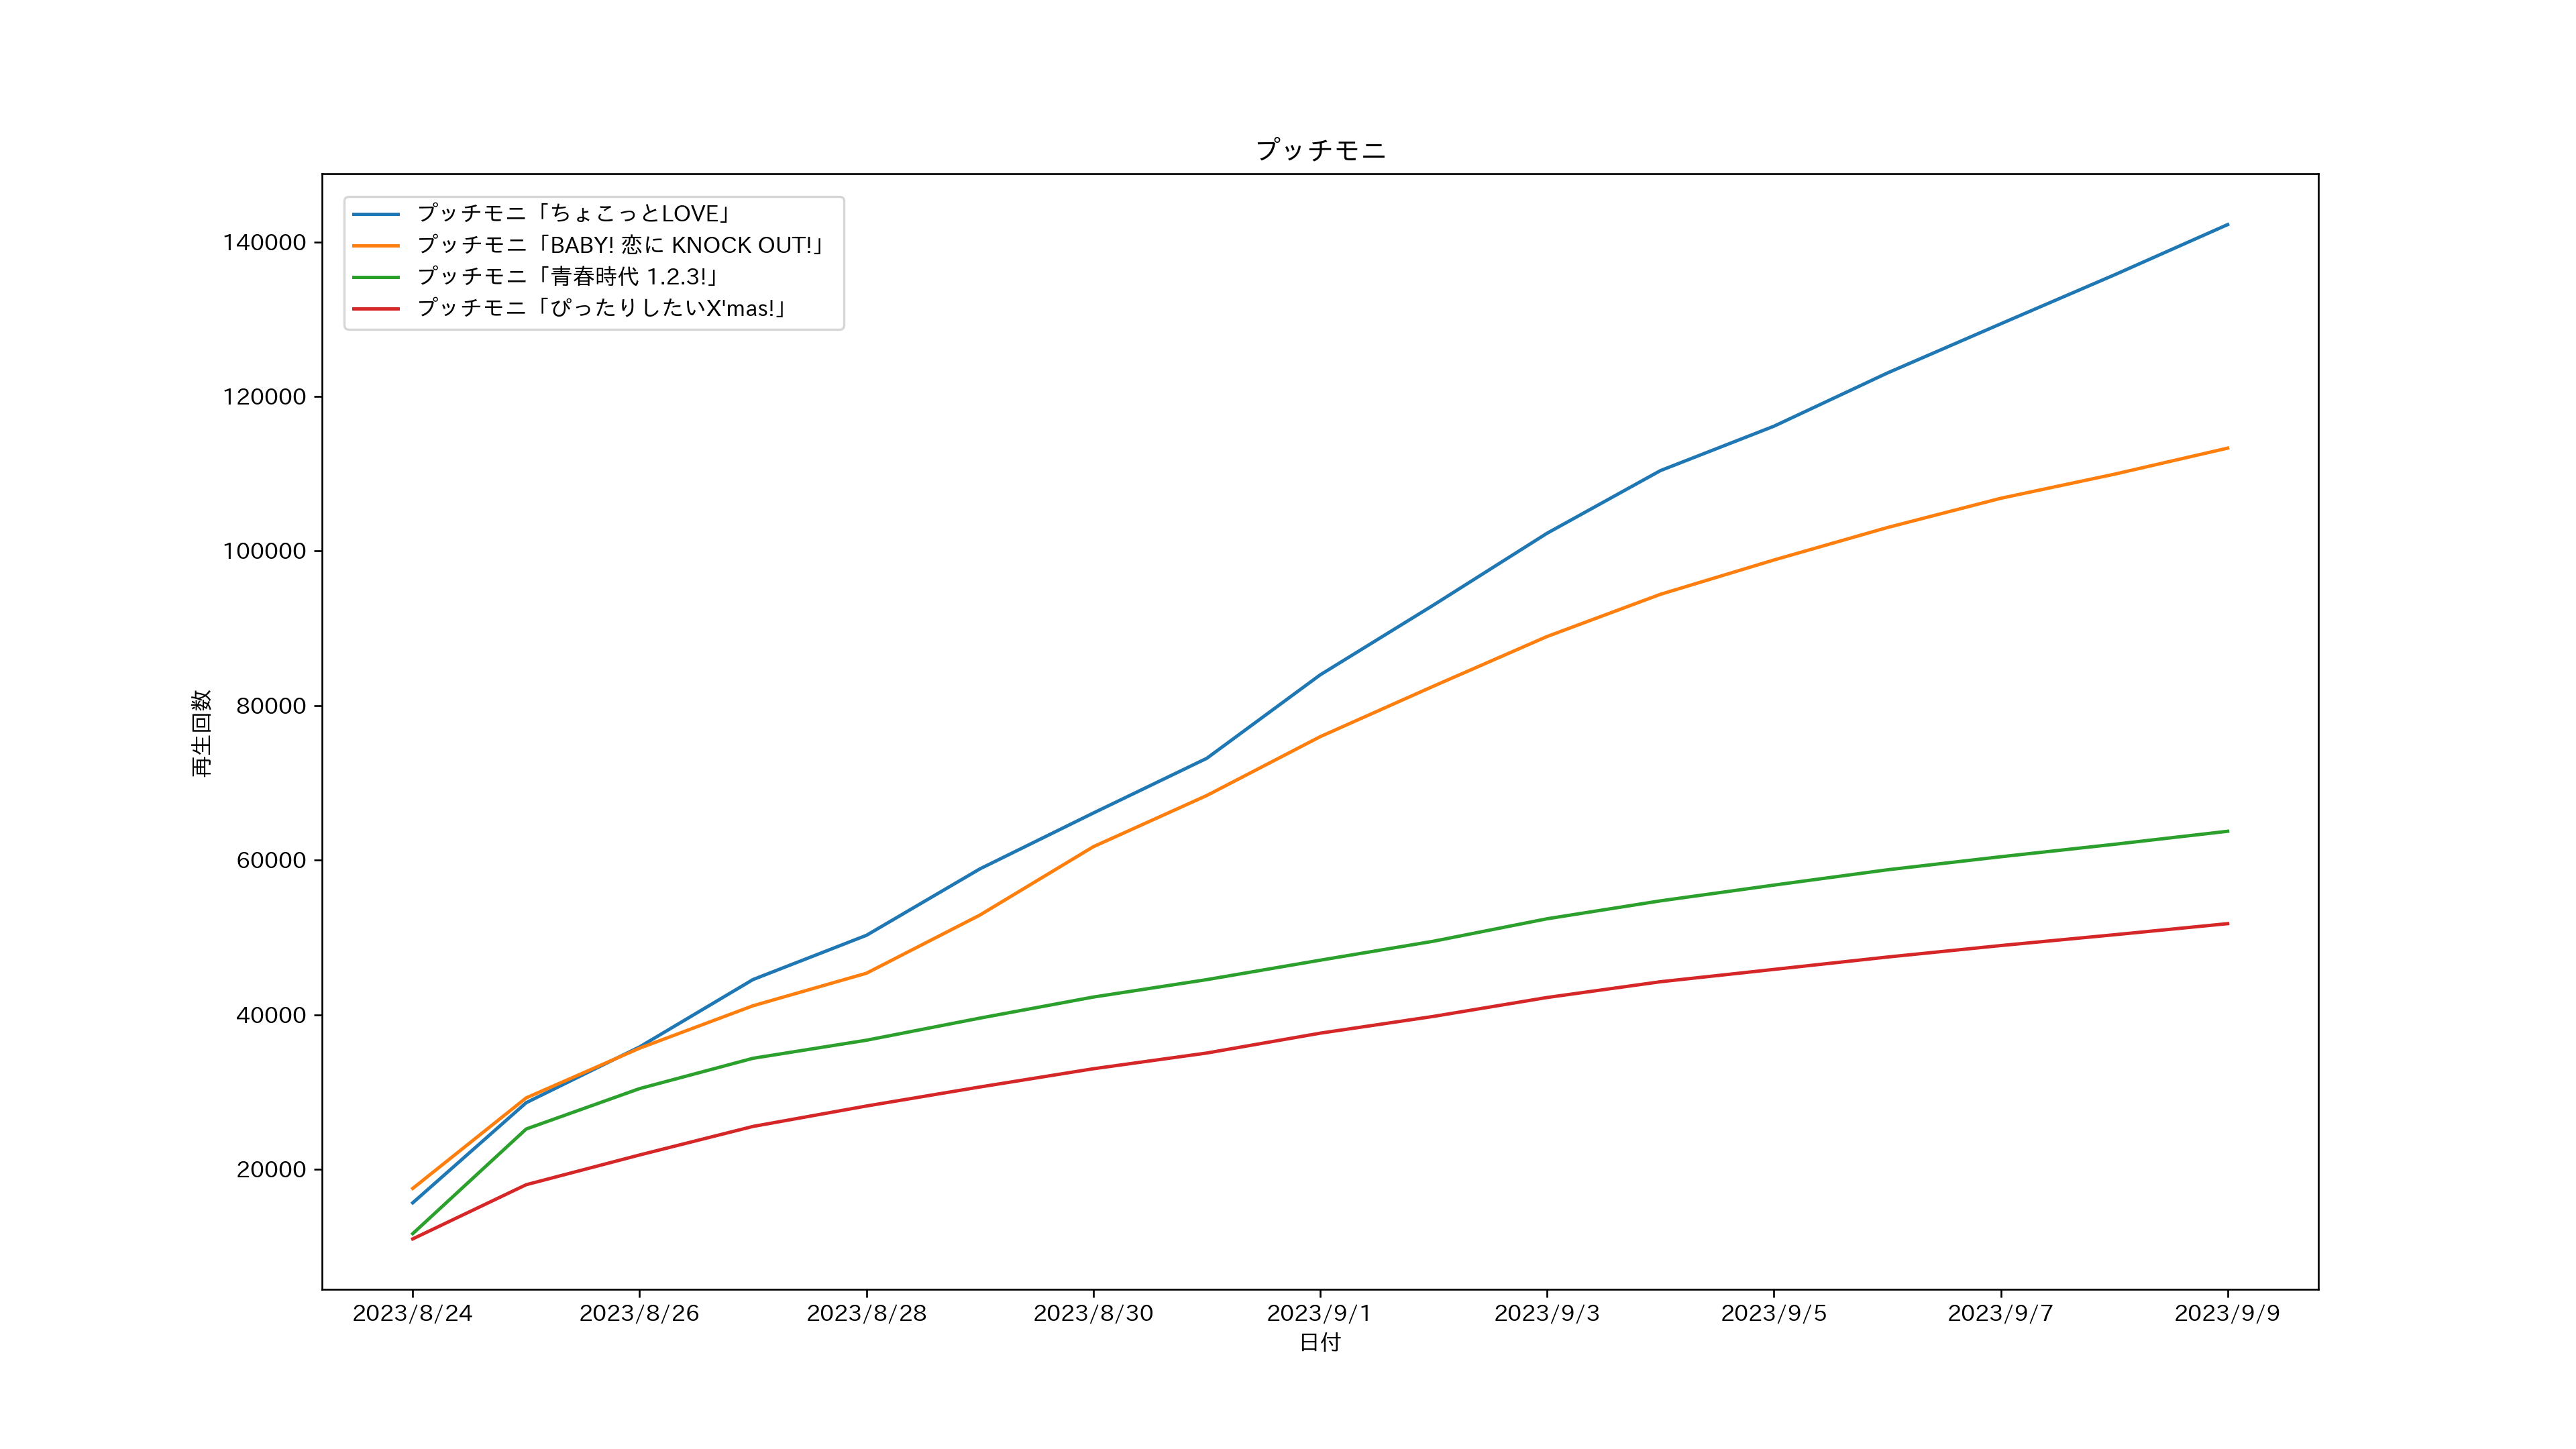 プッチモニ
プッチモニ「ちょこっとLOVE」
プッチモニ「BABY! 恋に KNOCK OUT!」
プッチモニ「青春時代 1.2.3!」
プッチモニ「ぴったりしたいX'mas!」
140000
120000
100000
80000
60000
40000
20000
再生回数
2023/8/24 2023/8/26 2023/8/28 2023/8/30 2023/9/1 2023/9/3 2023/9/5 2023/9/7 2023/9/9
日付